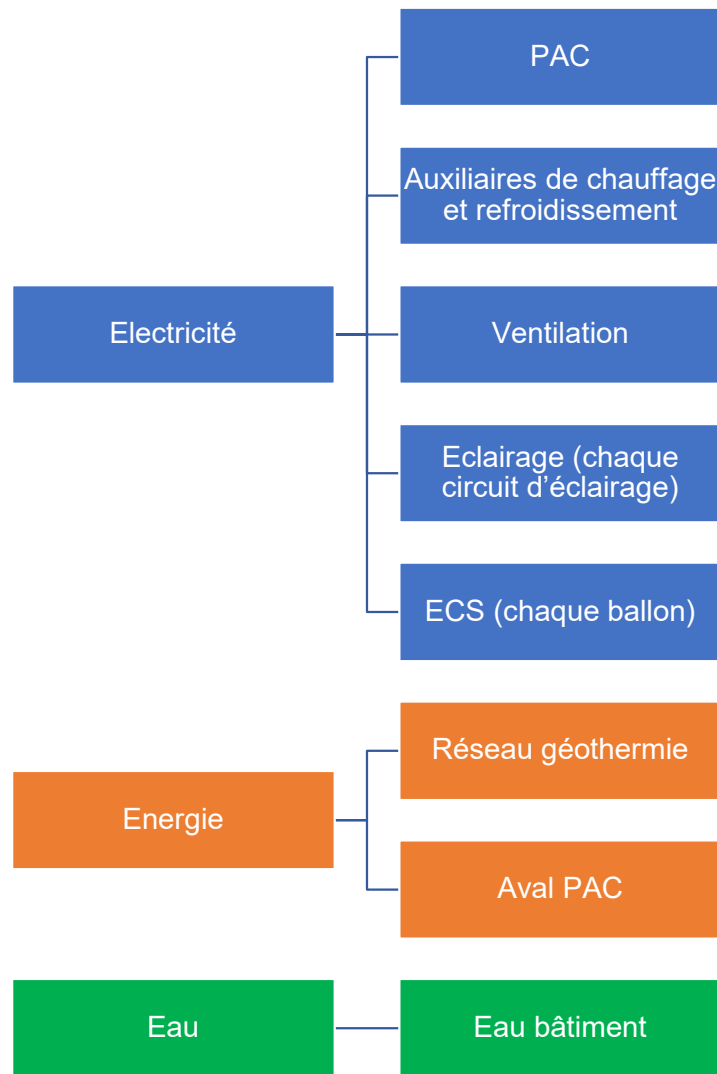 PAC
Auxiliaires de chauffage
et refroidissement
Electricité
Ventilation
Eclairage (chaque
circuit d’éclairage)
ECS (chaque ballon)
Réseau géothermie
Energie
Aval PAC
Eau
Eau bâtiment